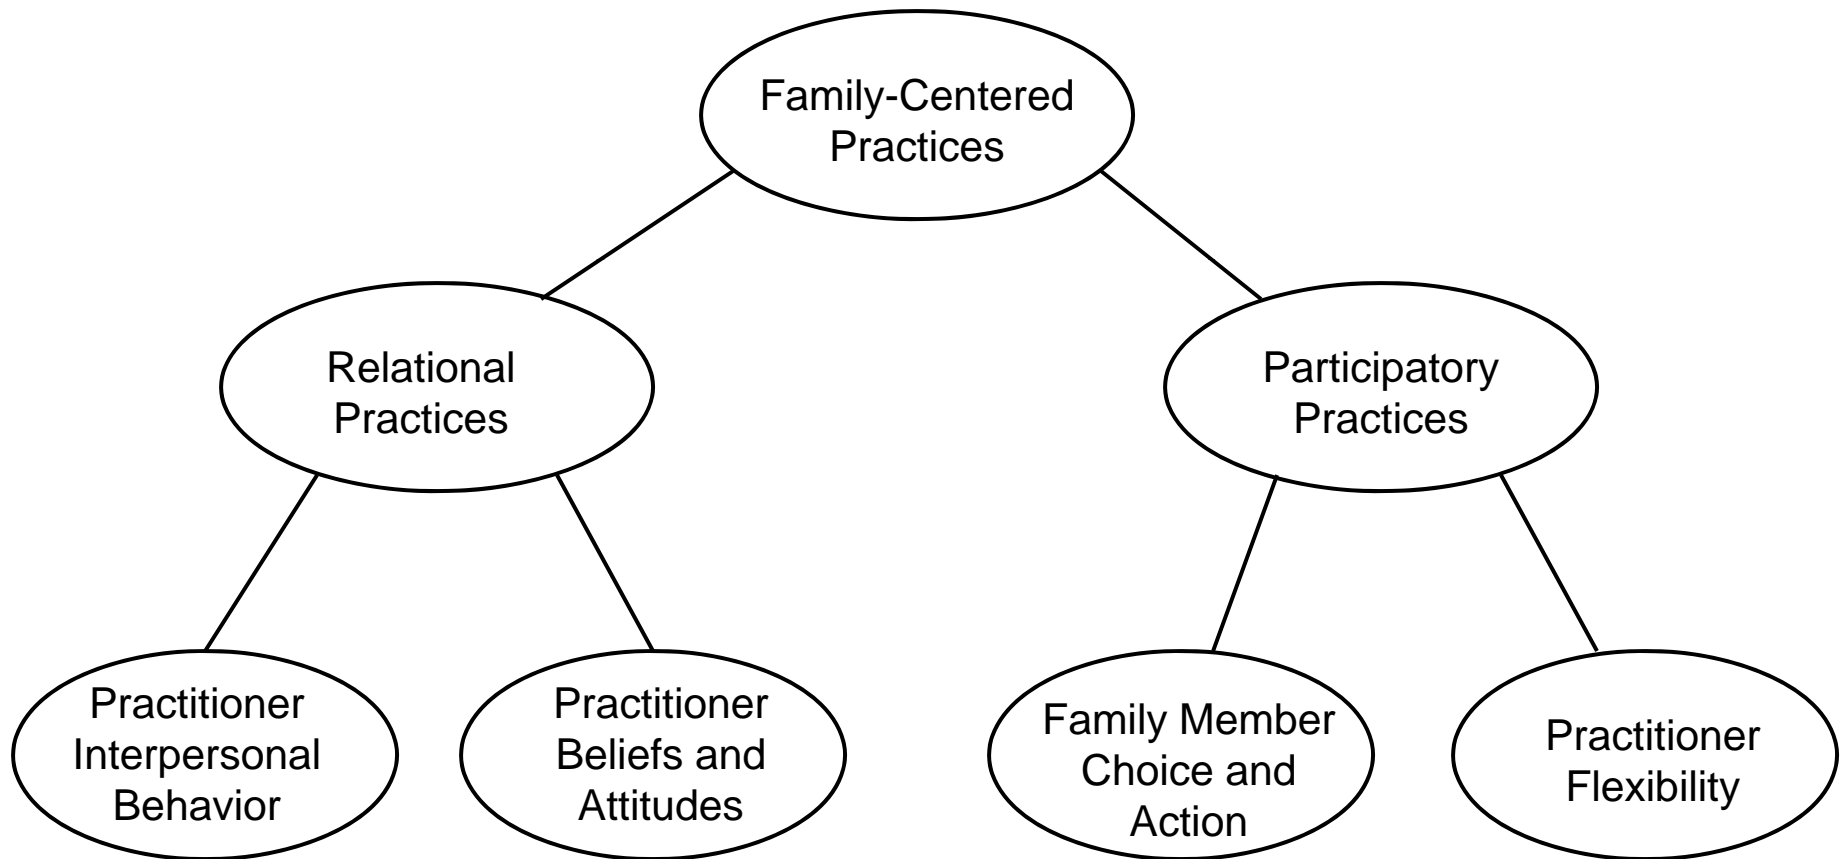 Family-Centered
Practices
Relational
Practices
Participatory
Practices
Practitioner
Interpersonal
Behavior
Practitioner
Beliefs and
Attitudes
Family Member
Choice and
Action
Practitioner
Flexibility